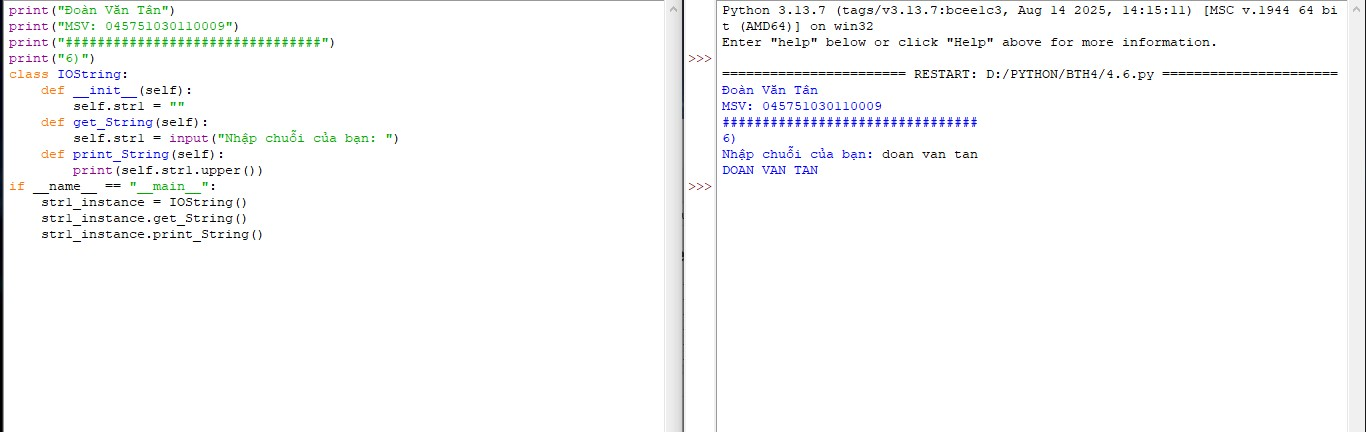 print("Đoàn Văn Tân")
print("MSV: 045751030110009")
print("################################")
print("6)")
class IOString:
    def __init__(self):
        self.str1 = ""
    def get_String(self):
        self.str1 = input("Nhập chuỗi của bạn: ")
    def print_String(self):
        print(self.str1.upper())
if __name__ == "__main__":
    str1_instance = IOString()
    str1_instance.get_String()
    str1_instance.print_String()
Python 3.13.7 (tags/v3.13.7:bcee1c3, Aug 14 2025, 14:15:11) [MSC v.1944 64 bi
t (AMD64)] on win32
Enter "help" below or click "Help" above for more information.
>>>
======================= RESTART: D:/PYTHON/BTH4/4.6.py ======================
Đoàn Văn Tân
MSV: 045751030110009
################################
6)
Nhập chuỗi của bạn: doan van tan
DOAN VAN TAN
>>>